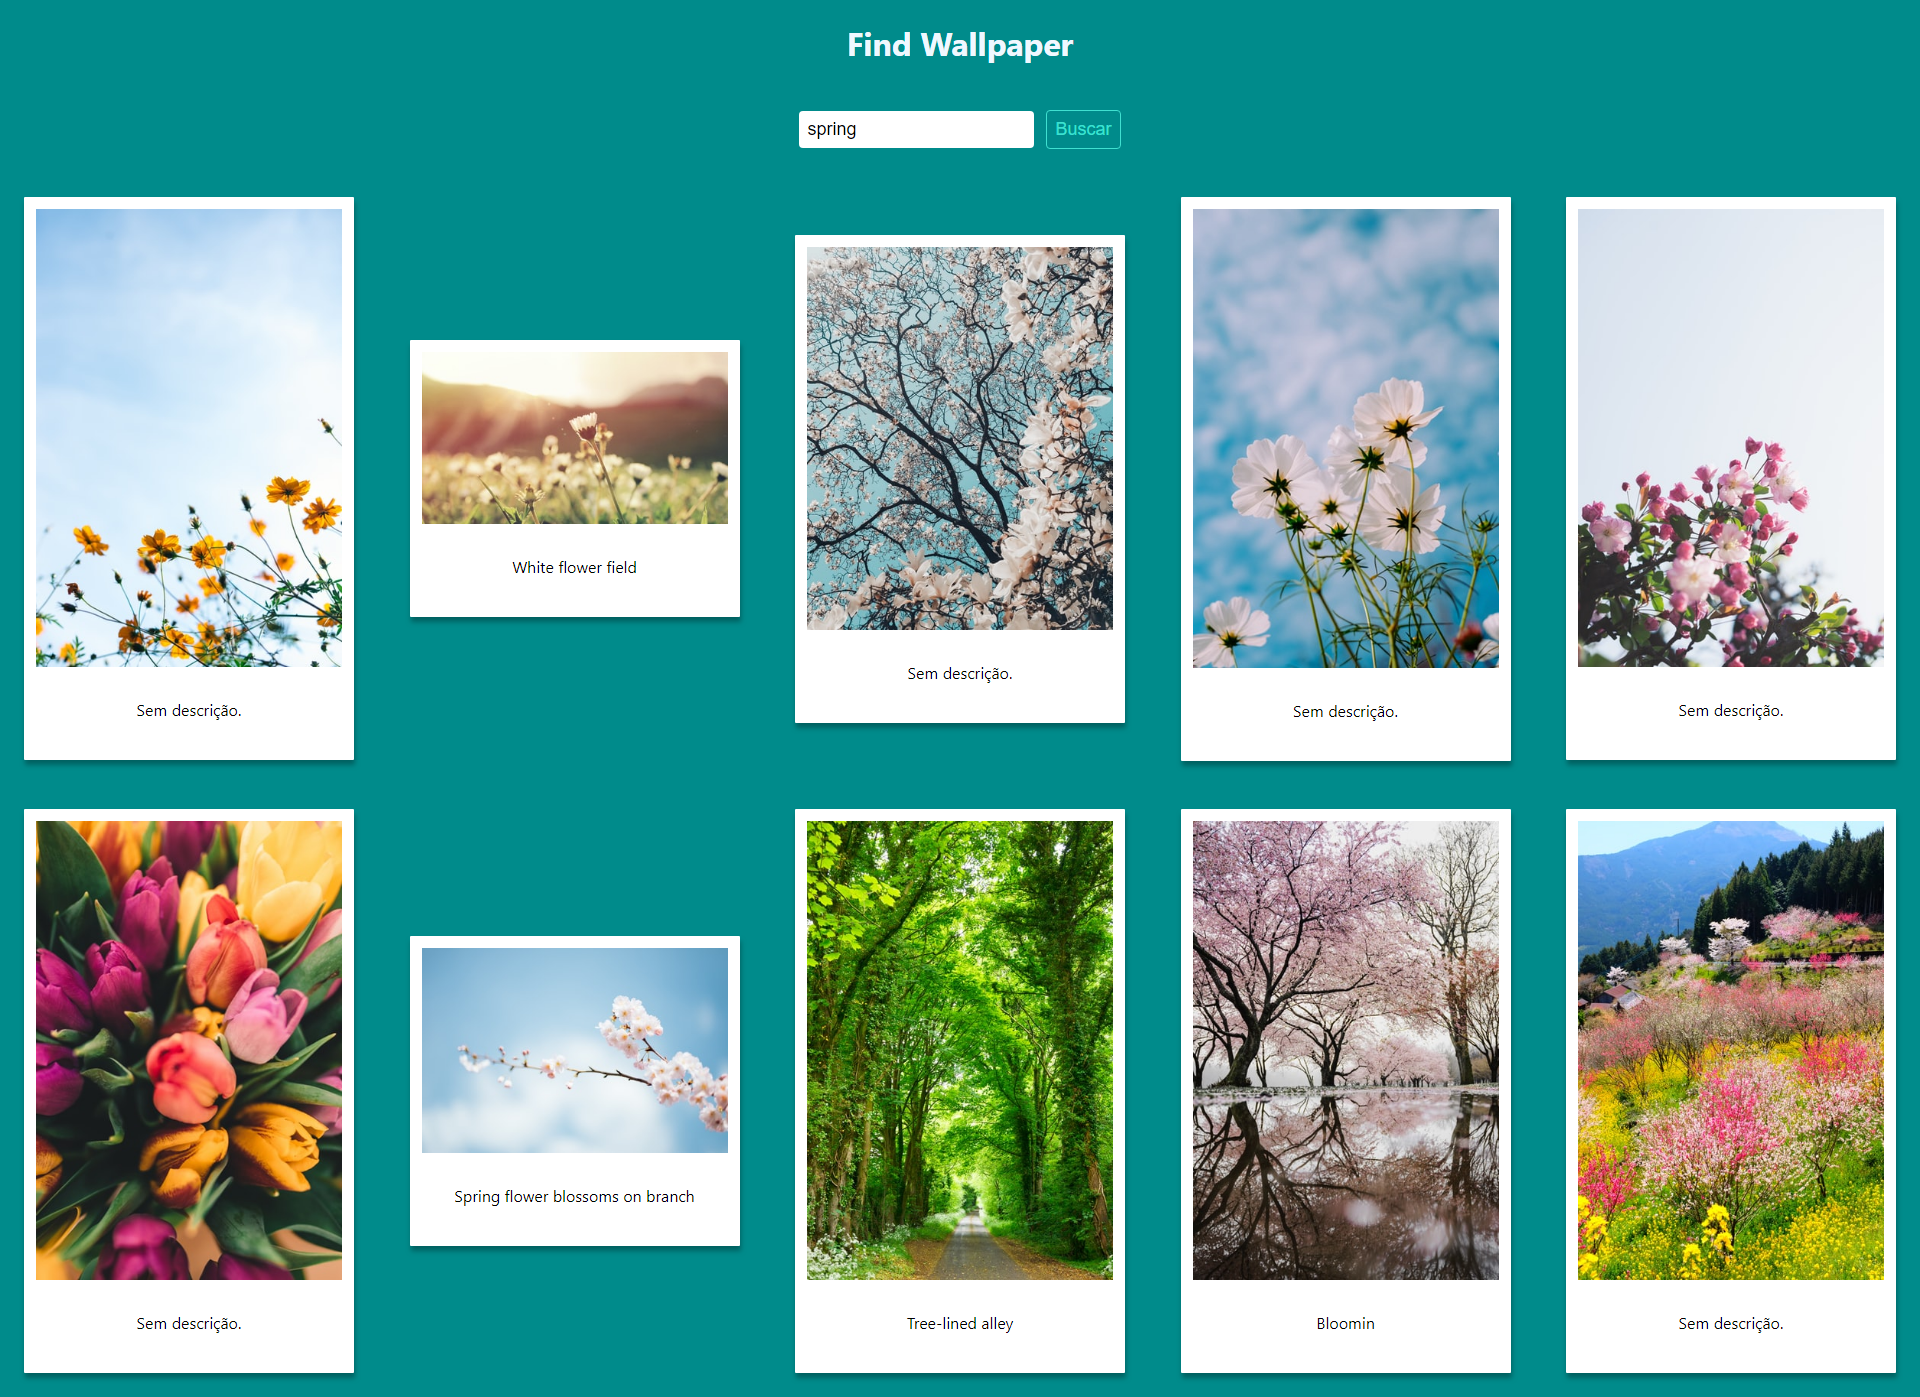 Find Wallpaper
spring
Buscar
Sem descrição.
White flower field
Sem descrição.
Sem descrição.
Sem descrição.
Sem descrição.
Spring flower blossoms on branch
Tree-lined alley
Bloomin
Sem descrição.